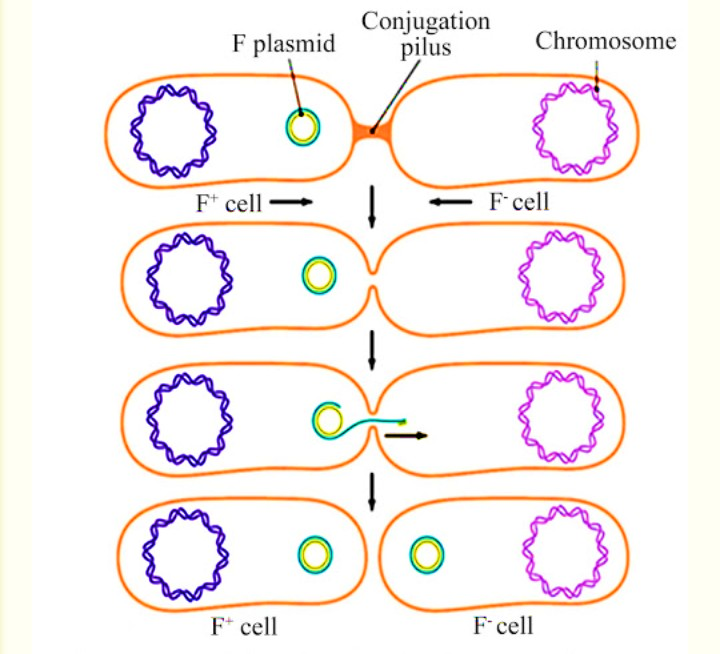 Conjugation
pilus
F plasmid
Chromosome
F⁺ cell
F⁻ cell
F⁺ cell
F⁻ cell